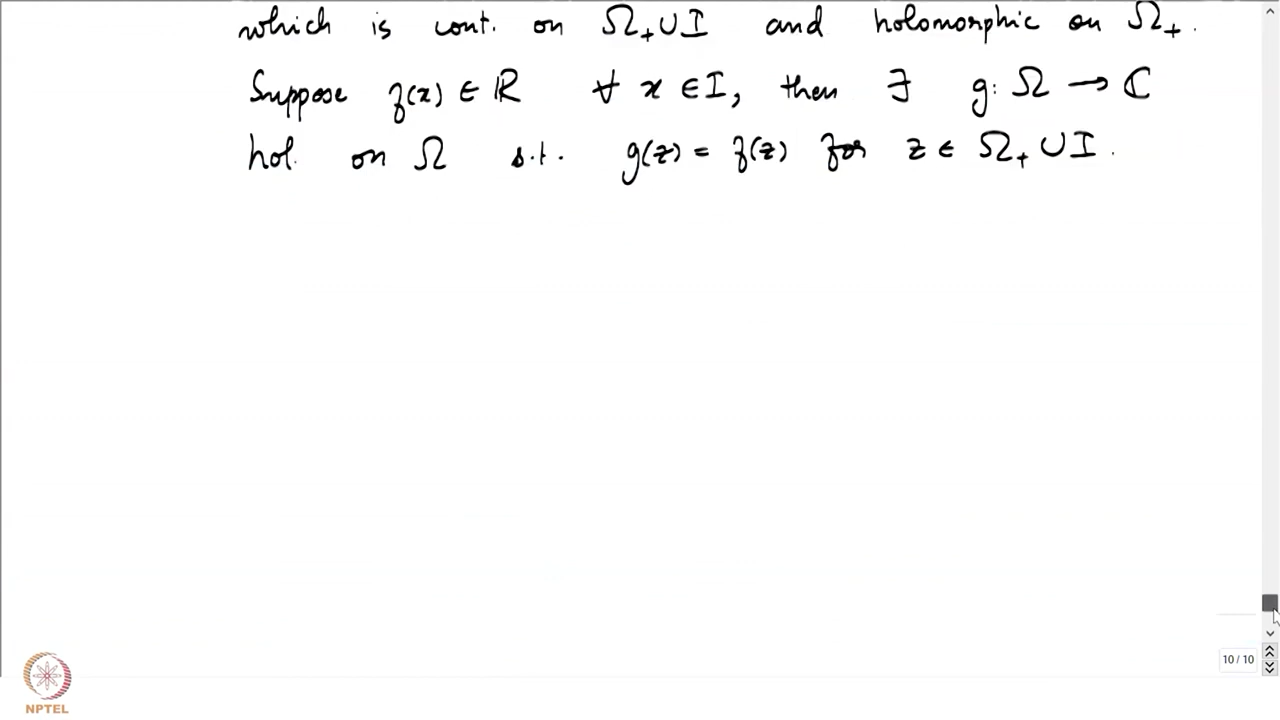 which is cont. on Ω₊ ∪ I and holomorphic on Ω₊.
Suppose f(x) ∈ ℝ ∀ x ∈ I, then ∃ g: Ω → ℂ
hol. on Ω s.t. g(z) = f(z) for z ∈ Ω₊ ∪ I.
10 / 10
NPTEL